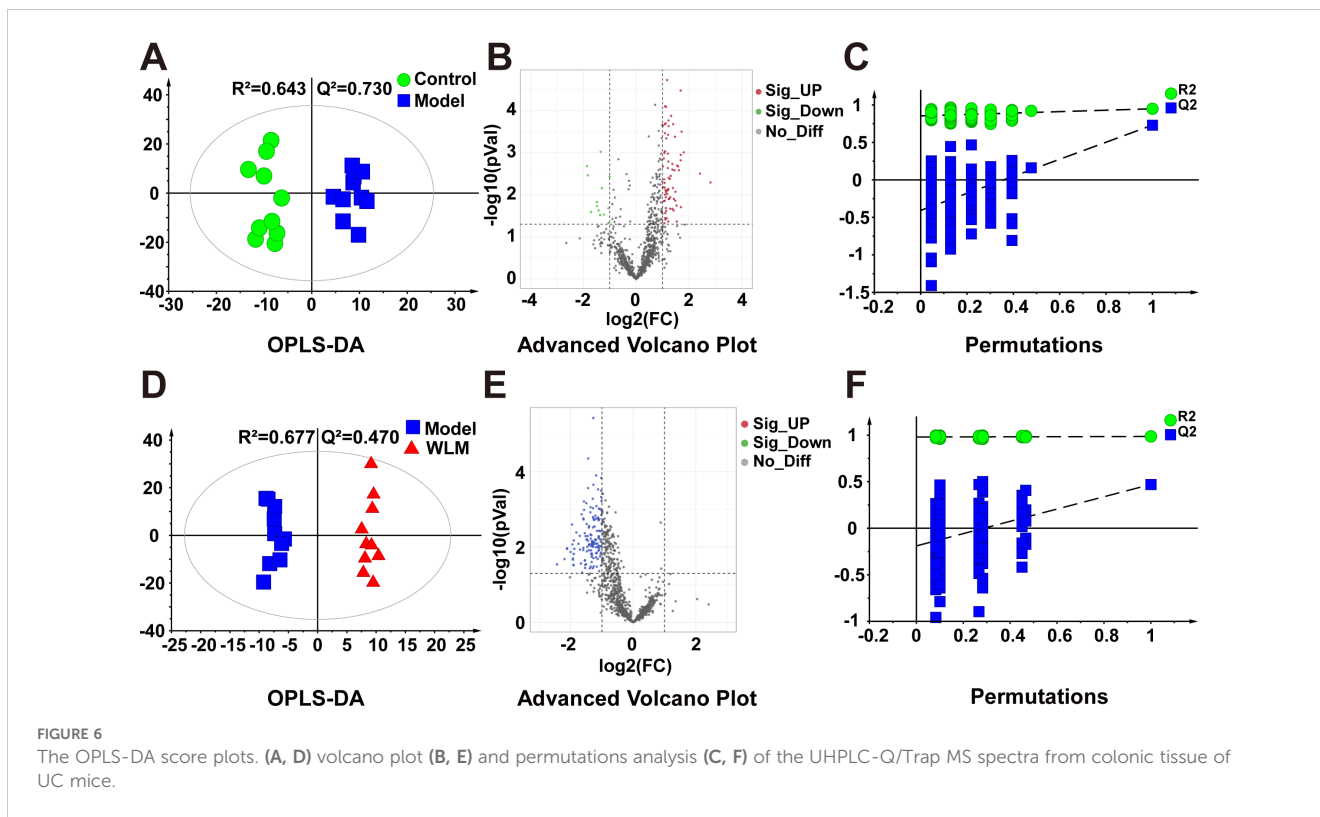 A
R²=0.643 Q²=0.730
Control
Model
40
20
0
-20
-40
-30 -20 -10 0 10 20 30
OPLS-DA
B
Sig_UP
Sig_Down
No_Diff
-log10(pVal)
4
3
2
1
0
-4 -2 0 2 4
log2(FC)
Advanced Volcano Plot
C
R2
Q2
1
0.5
0
-0.5
-1
-1.5
-0.2 0 0.2 0.4 0.6 0.8 1
Permutations
D
R²=0.677 Q²=0.470
Model
WLM
40
20
0
-20
-40
-25 -20 -15 -10 -5 0 5 10 15 20 25
OPLS-DA
E
Sig_UP
Sig_Down
No_Diff
-log10(pVal)
4
2
0
-2 0 2
log2(FC)
Advanced Volcano Plot
F
R2
Q2
1
0.5
0
-0.5
-1
-0.2 0 0.2 0.4 0.6 0.8 1
Permutations
FIGURE 6
The OPLS-DA score plots. (A, D) volcano plot (B, E) and permutations analysis (C, F) of the UHPLC-Q/Trap MS spectra from colonic tissue of
UC mice.